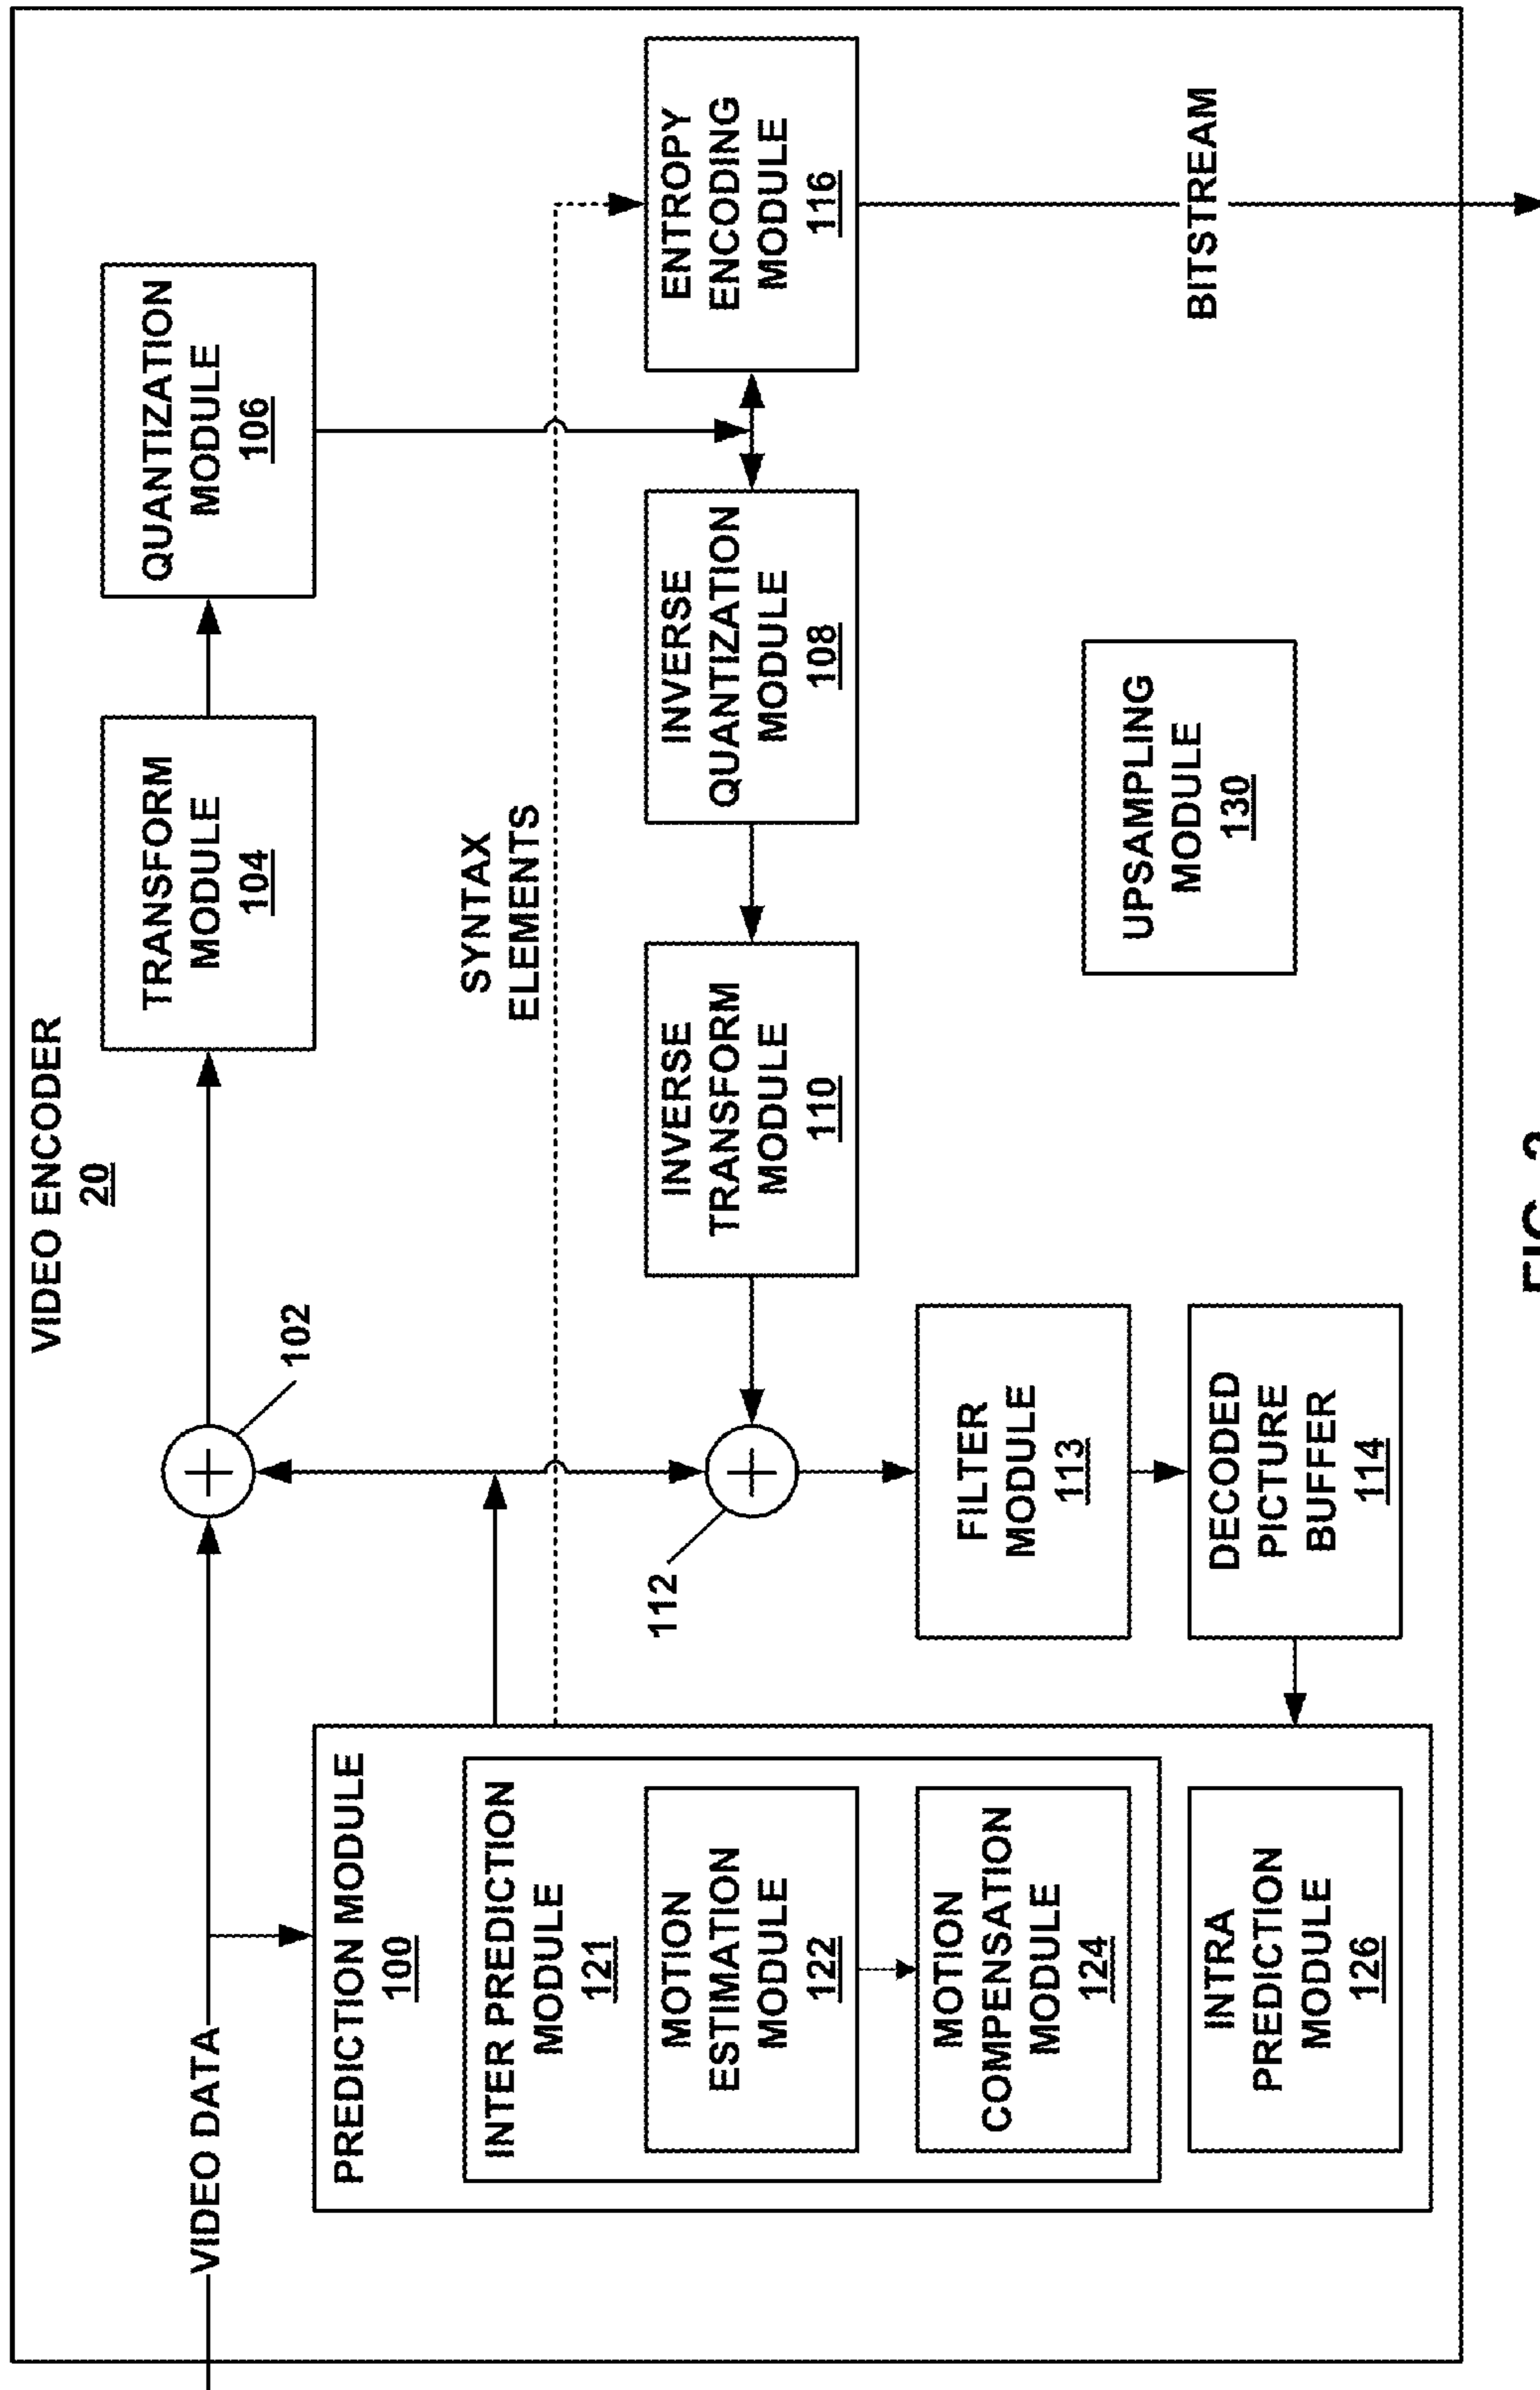 VIDEO ENCODER
20
VIDEO DATA
102
TRANSFORM
MODULE
104
QUANTIZATION
MODULE
106
PREDICTION MODULE
100
INTER PREDICTION
MODULE
121
MOTION
ESTIMATION
MODULE
122
MOTION
COMPENSATION
MODULE
124
INTRA
PREDICTION
MODULE
126
SYNTAX
ELEMENTS
112
INVERSE
TRANSFORM
MODULE
110
INVERSE
QUANTIZATION
MODULE
108
ENTROPY
ENCODING
MODULE
116
FILTER
MODULE
113
DECODED
PICTURE
BUFFER
114
UPSAMPLING
MODULE
130
BITSTREAM
FIG.